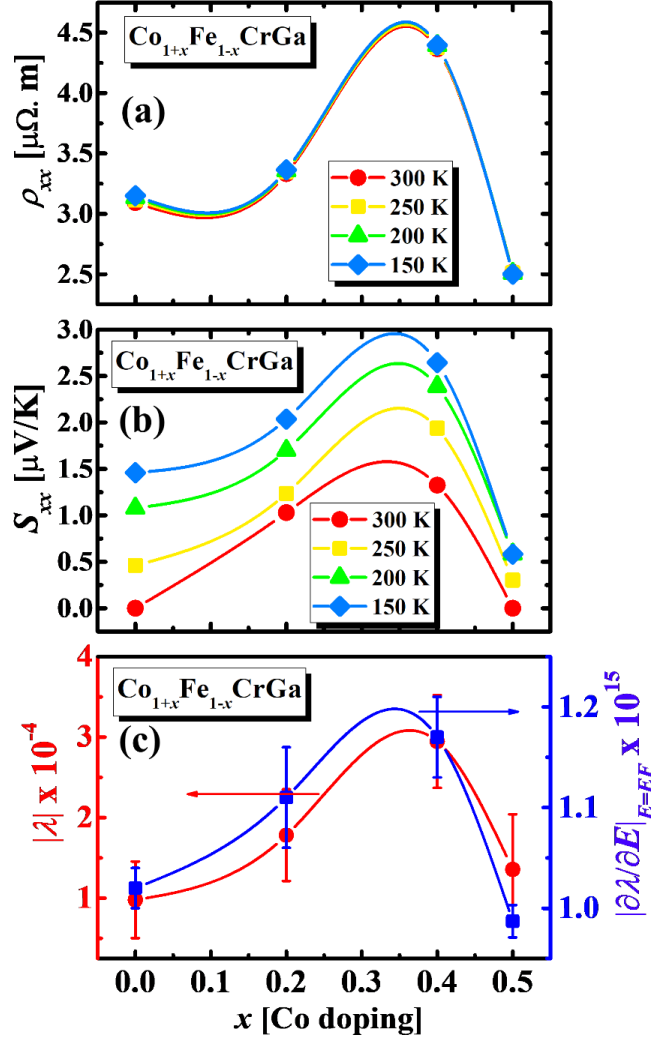 Co1+xFe1-xCrGa
(a)
ρxx [μΩ. m]
4.5
4.0
3.5
3.0
2.5
300 K
250 K
200 K
150 K
Co1+xFe1-xCrGa
(b)
Sxx [μV/K]
3.0
2.5
2.0
1.5
1.0
0.5
0.0
300 K
250 K
200 K
150 K
Co1+xFe1-xCrGa
(c)
|λ| x 10-4
4
3
2
1
1.2
1.1
1.0
|∂λ/∂E|E=EF x 1015
0.0 0.1 0.2 0.3 0.4 0.5
x [Co doping]